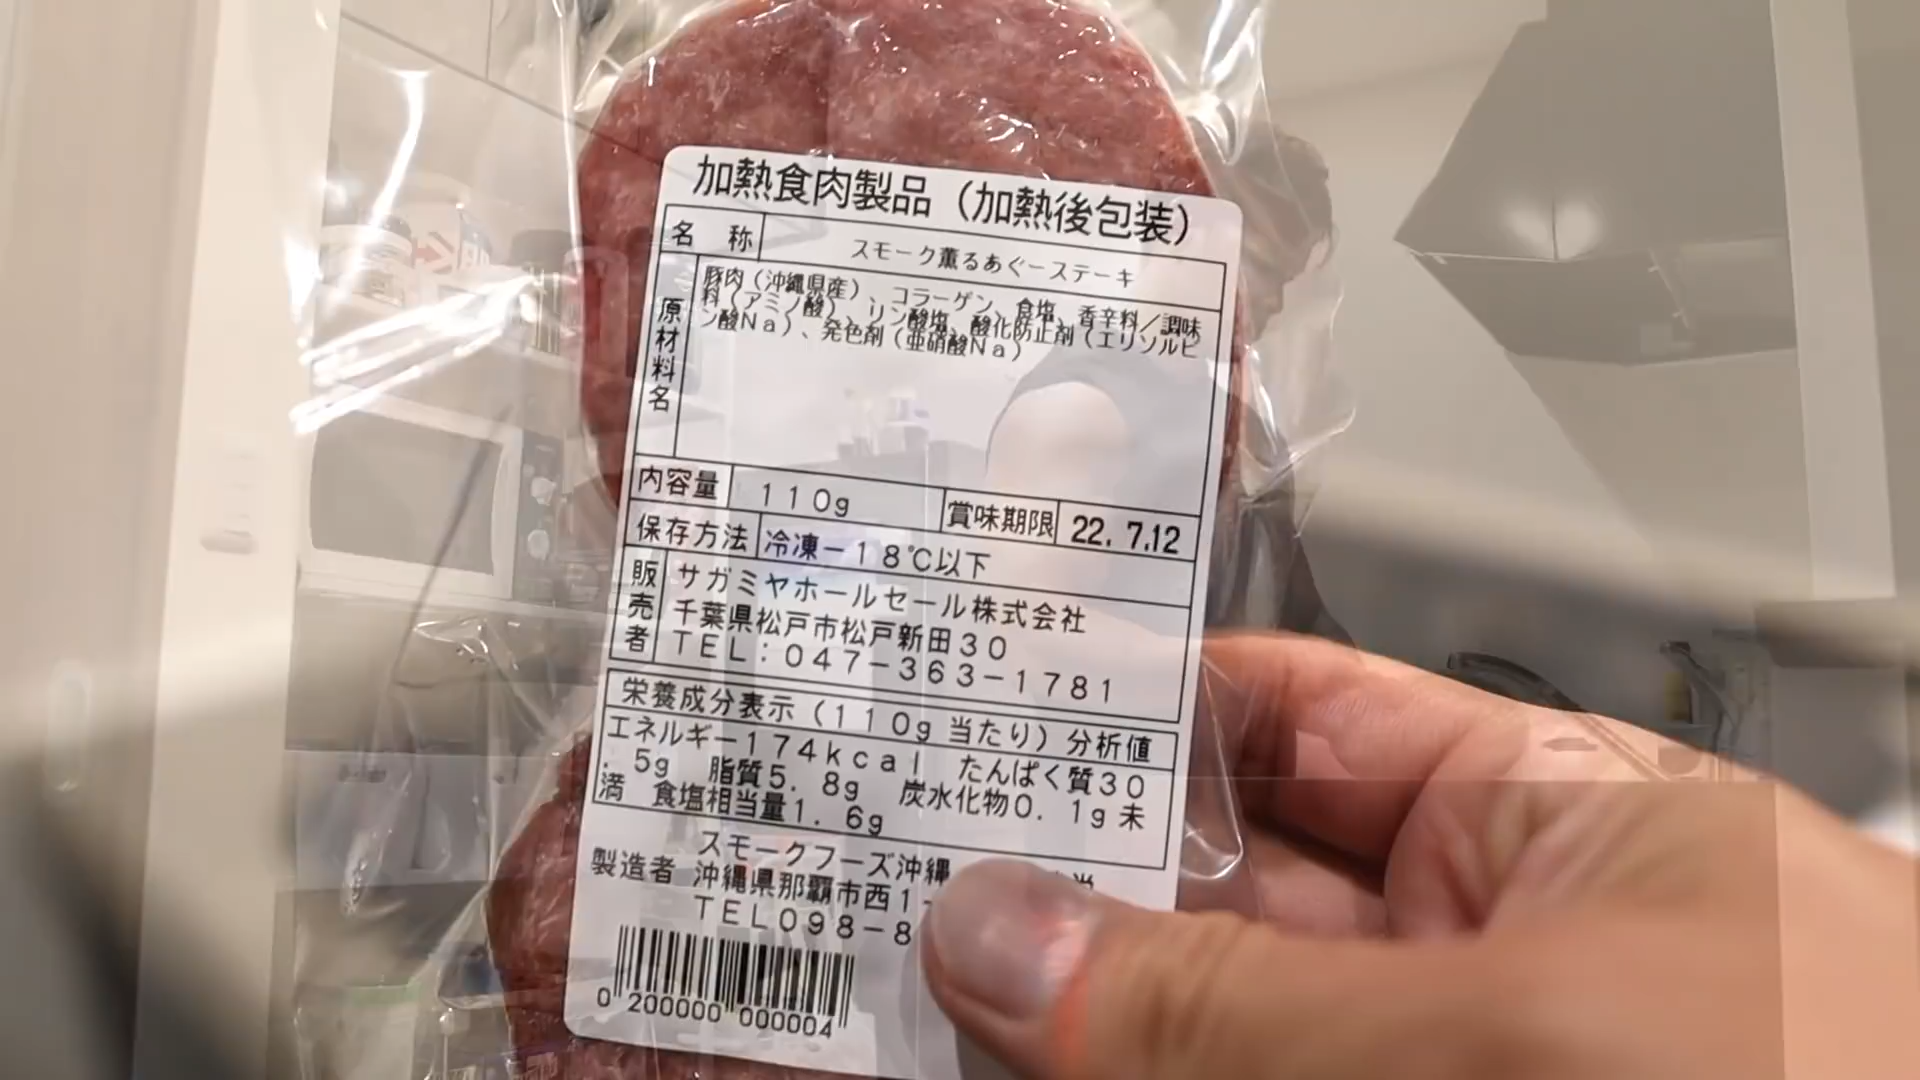 加熱食肉製品（加熱後包装）
名称 スモーク薫るあぐーステーキ
原材料名 豚肉（沖縄県産）、コラーゲン、食塩、香辛料／調味
料（アミノ酸）、リン酸塩、酸化防止剤（エリソルビ
ン酸Ｎａ）、発色剤（亜硝酸Ｎａ）
内容量 １１０g 賞味期限 22. 7.12
保存方法 冷凍－１８℃以下
販売者 サガミヤホールセール株式会社
千葉県松戸市松戸新田３０
ＴＥＬ：０４７－３６３－１７８１
栄養成分表示（１１０g 当たり）分析値
エネルギー１７４ｋｃａｌ たんぱく質３０
．５g 脂質５．８g 炭水化物０．１g 未
満 食塩相当量１．６g
スモークフーズ沖縄
製造者 沖縄県那覇市西１-
ＴＥＬ０９８－８
0 200000 000004